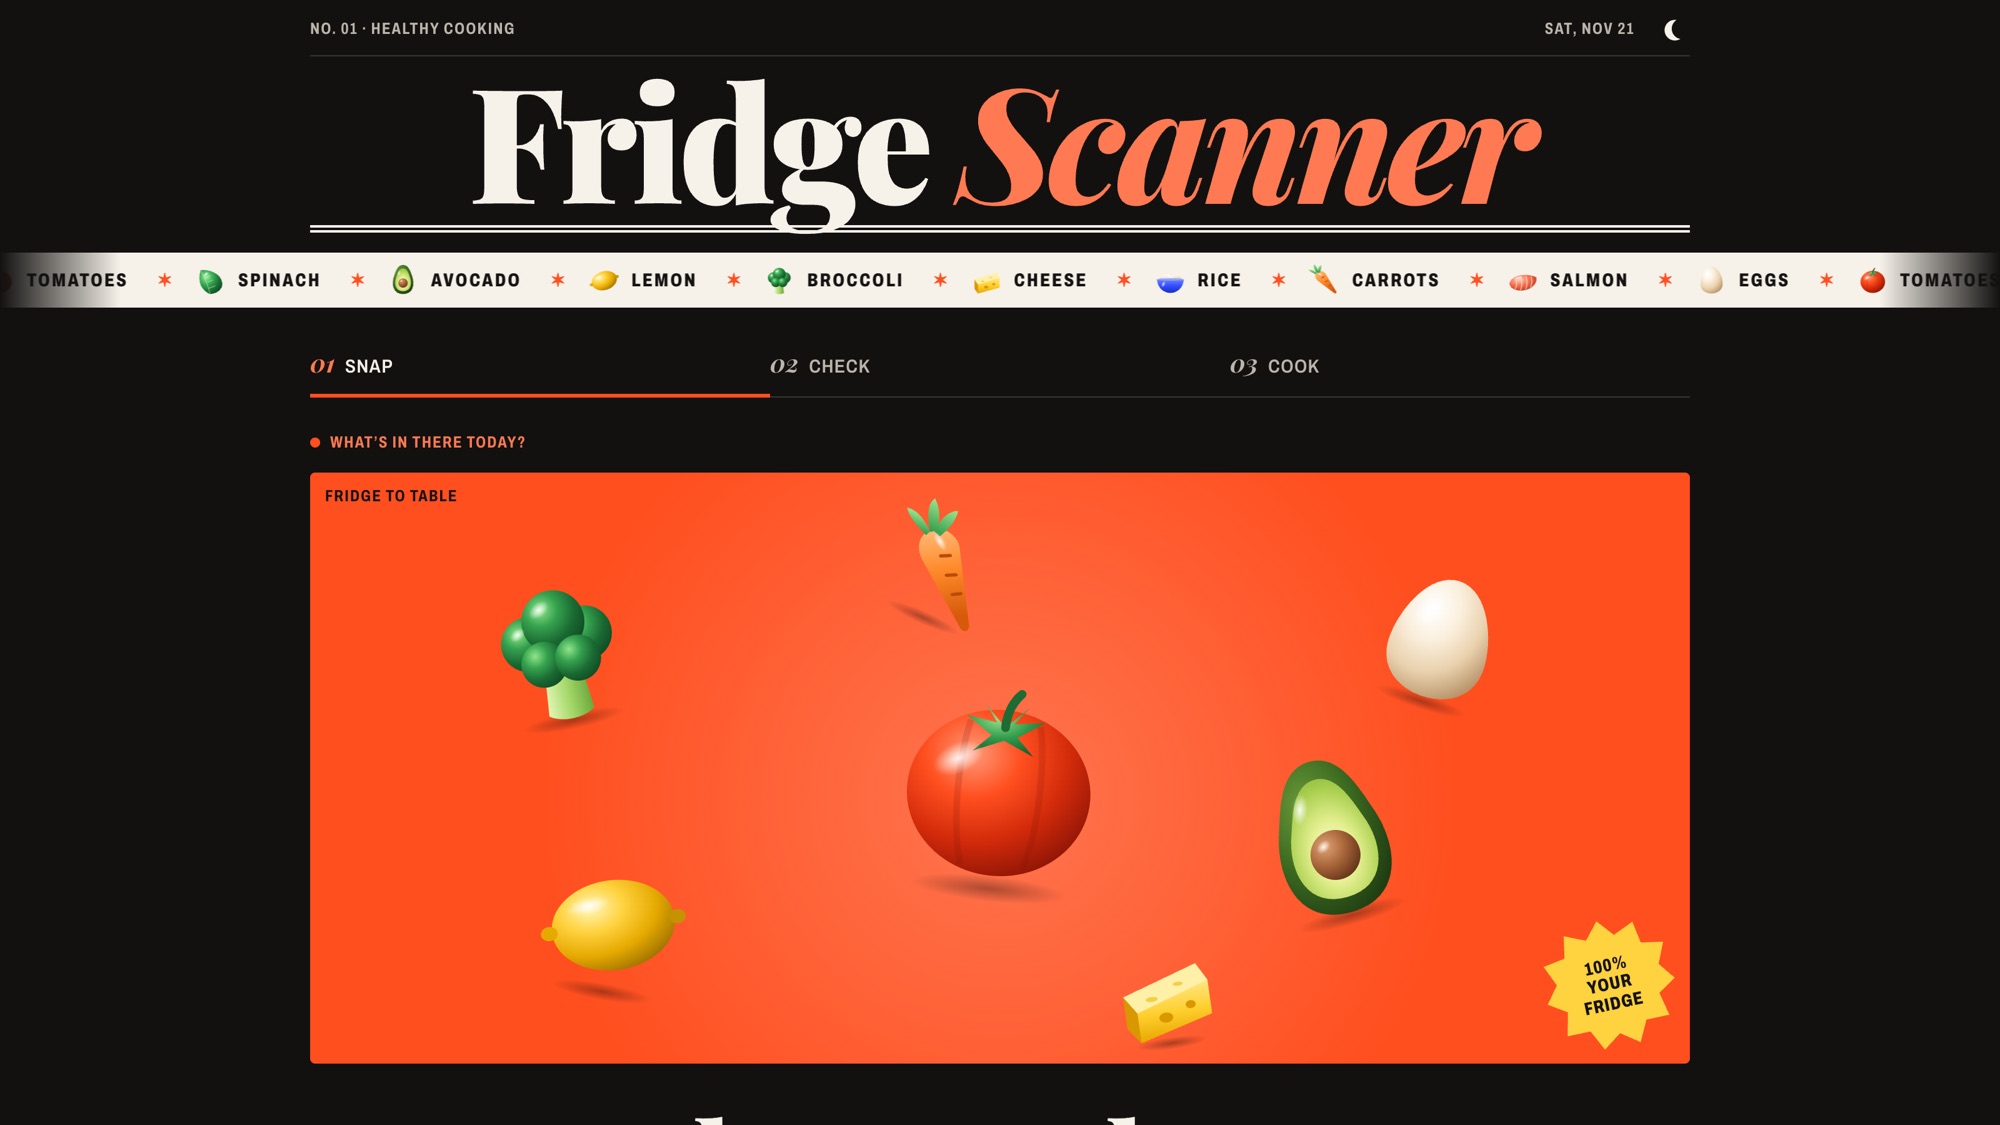 NO. 01 · HEALTHY COOKING
SAT, NOV 21
Fridge Scanner
TOMATOES ✶ SPINACH ✶ AVOCADO ✶ LEMON ✶ BROCCOLI ✶ CHEESE ✶ RICE ✶ CARROTS ✶ SALMON ✶ EGGS ✶ TOMATOES
01 SNAP
02 CHECK
03 COOK
WHAT'S IN THERE TODAY?
FRIDGE TO TABLE
100%
YOUR
FRIDGE